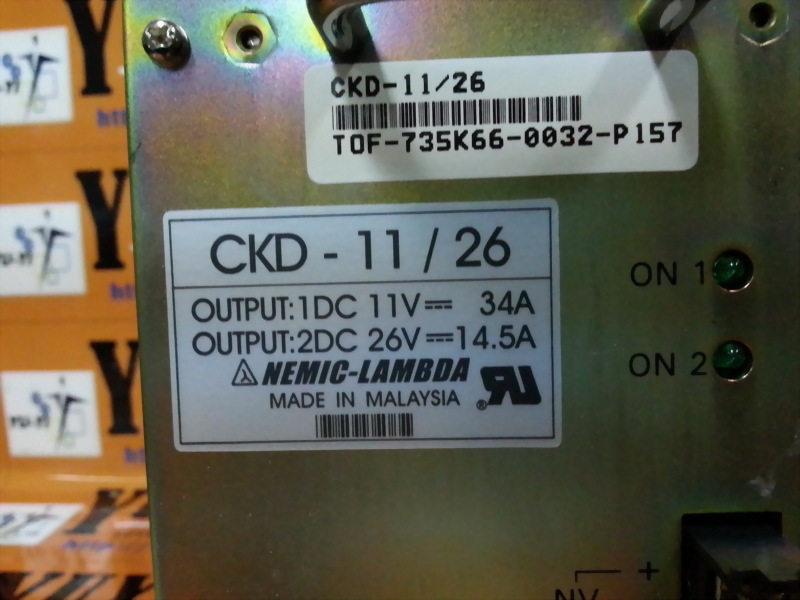 CKD-11/26
TOF-735K66-0032-P157
CKD - 11 / 26
OUTPUT:1DC 11V⎓ 34A
OUTPUT:2DC 26V⎓14.5A
NEMIC-LAMBDA
MADE IN MALAYSIA
ON 1
ON 2
+
NV